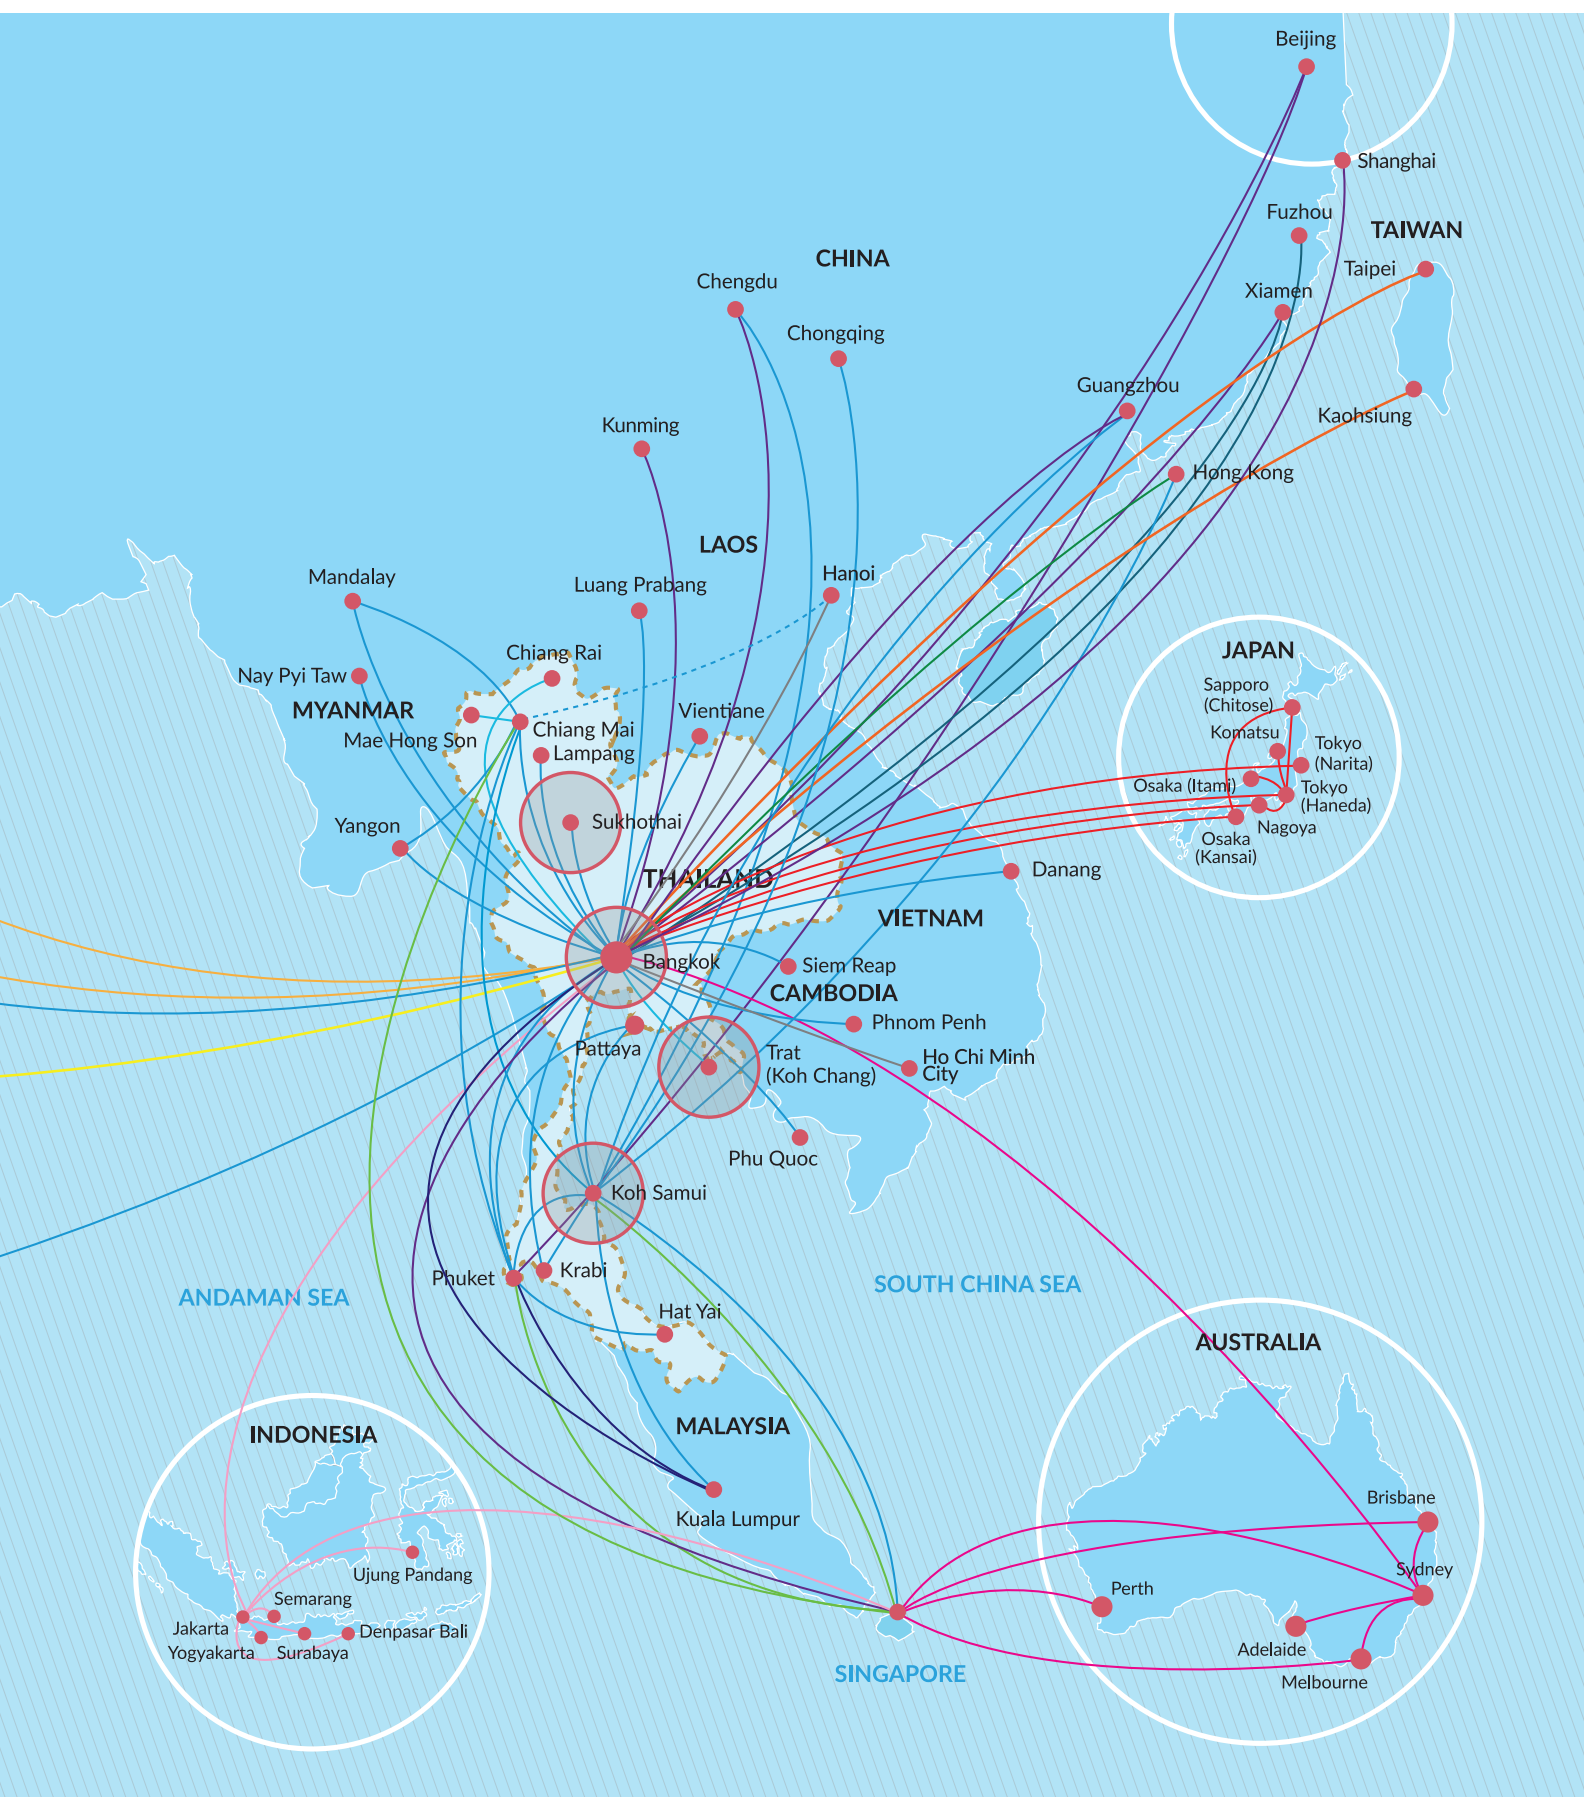 Beijing
Shanghai
Fuzhou
TAIWAN
CHINA
Taipei
Chengdu
Xiamen
Chongqing
Guangzhou
Kaohsiung
Kunming
Hong Kong
LAOS
Hanoi
Mandalay
Luang Prabang
JAPAN
Chiang Rai
Nay Pyi Taw
Sapporo
(Chitose)
MYANMAR
Vientiane
Chiang Mai
Mae Hong Son
Komatsu
Lampang
Tokyo
(Narita)
Osaka (Itami)
Tokyo
(Haneda)
Yangon
Sukhothai
Nagoya
Osaka
(Kansai)
THAILAND
Danang
VIETNAM
Bangkok
Siem Reap
CAMBODIA
Phnom Penh
Pattaya
Trat
(Koh Chang)
Ho Chi Minh
City
Phu Quoc
Koh Samui
Phuket
Krabi
SOUTH CHINA SEA
ANDAMAN SEA
Hat Yai
AUSTRALIA
MALAYSIA
INDONESIA
Brisbane
Kuala Lumpur
Sydney
Ujung Pandang
Perth
Semarang
Jakarta
Denpasar Bali
Yogyakarta
Surabaya
Adelaide
SINGAPORE
Melbourne